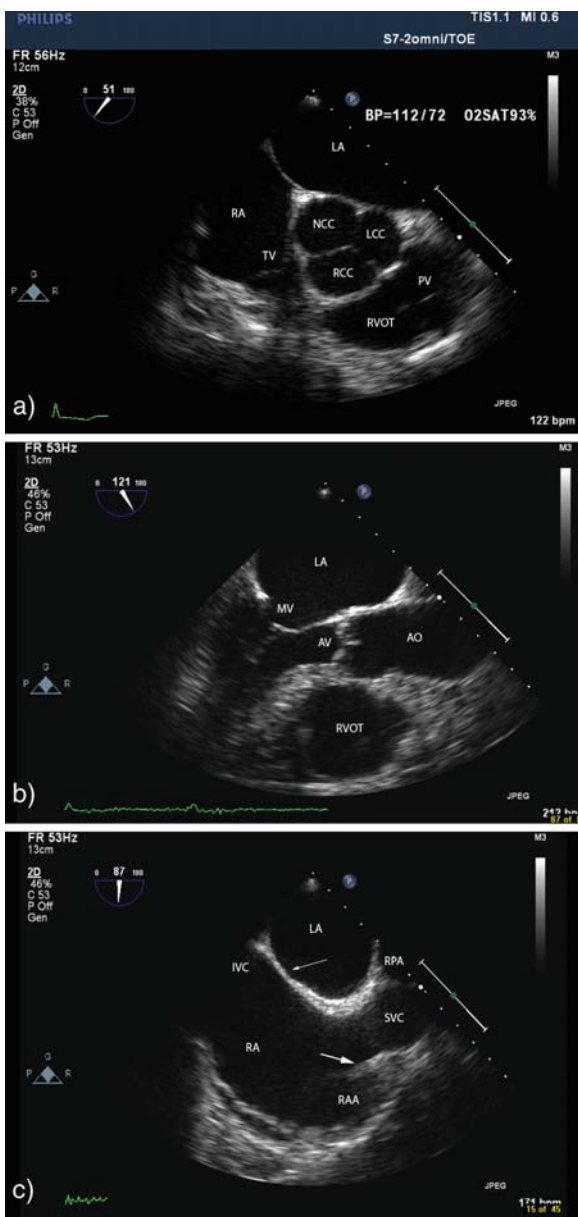 PHILIPS
TIS1.1 MI 0.6
S7-2omni/TOE
FR 56Hz
12cm
M3
2D
38%
C 53
P Off
Gen
0 51 180
BP=112/72 O2SAT93%
LA
RA
NCC
LCC
TV
RCC
PV
RVOT
G
P R
a)
JPEG
122 bpm
FR 53Hz
13cm
M3
2D
46%
C 53
P Off
Gen
0 121 180
LA
MV
AV
AO
G
P R
RVOT
b)
JPEG
FR 53Hz
13cm
M3
2D
46%
C 53
P Off
Gen
0 87 180
LA
IVC
RPA
SVC
RA
G
P R
RAA
c)
JPEG
171 bpm
15 of 45